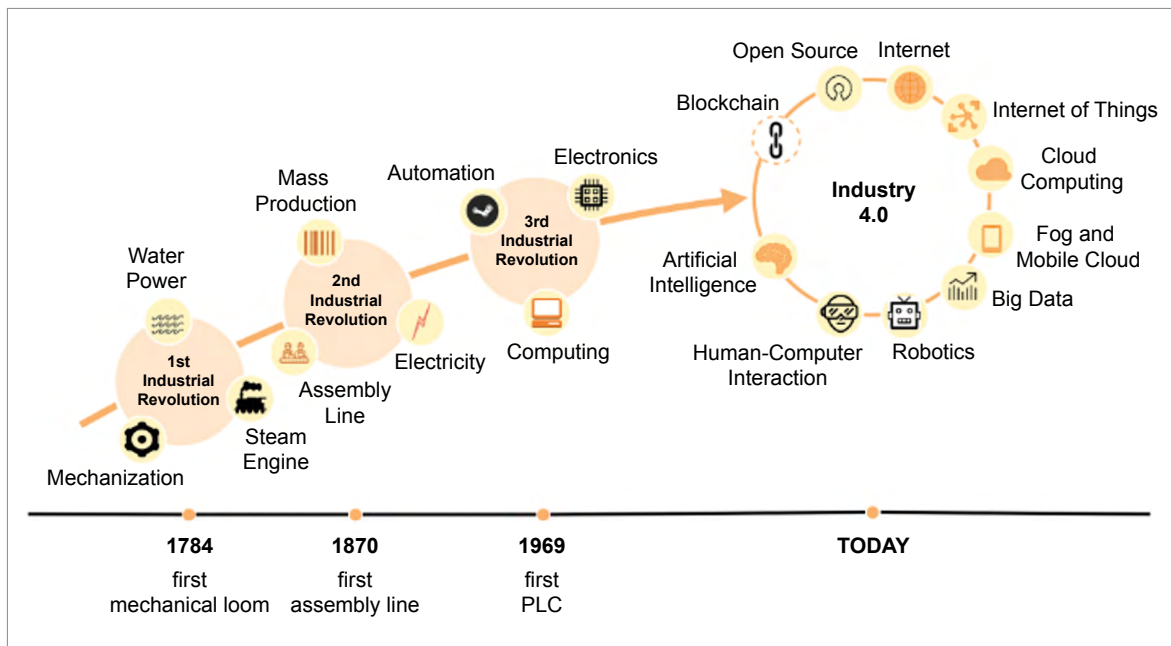 Open Source
Internet
Blockchain
Internet of Things
Cloud
Computing
Industry
4.0
Fog and
Mobile Cloud
Big Data
Robotics
Human-Computer
Interaction
Artificial
Intelligence
Automation
Electronics
3rd
Industrial
Revolution
Computing
Mass
Production
2nd
Industrial
Revolution
Electricity
Assembly
Line
Water
Power
1st
Industrial
Revolution
Steam
Engine
Mechanization
1784
first
mechanical loom
1870
first
assembly line
1969
first
PLC
TODAY